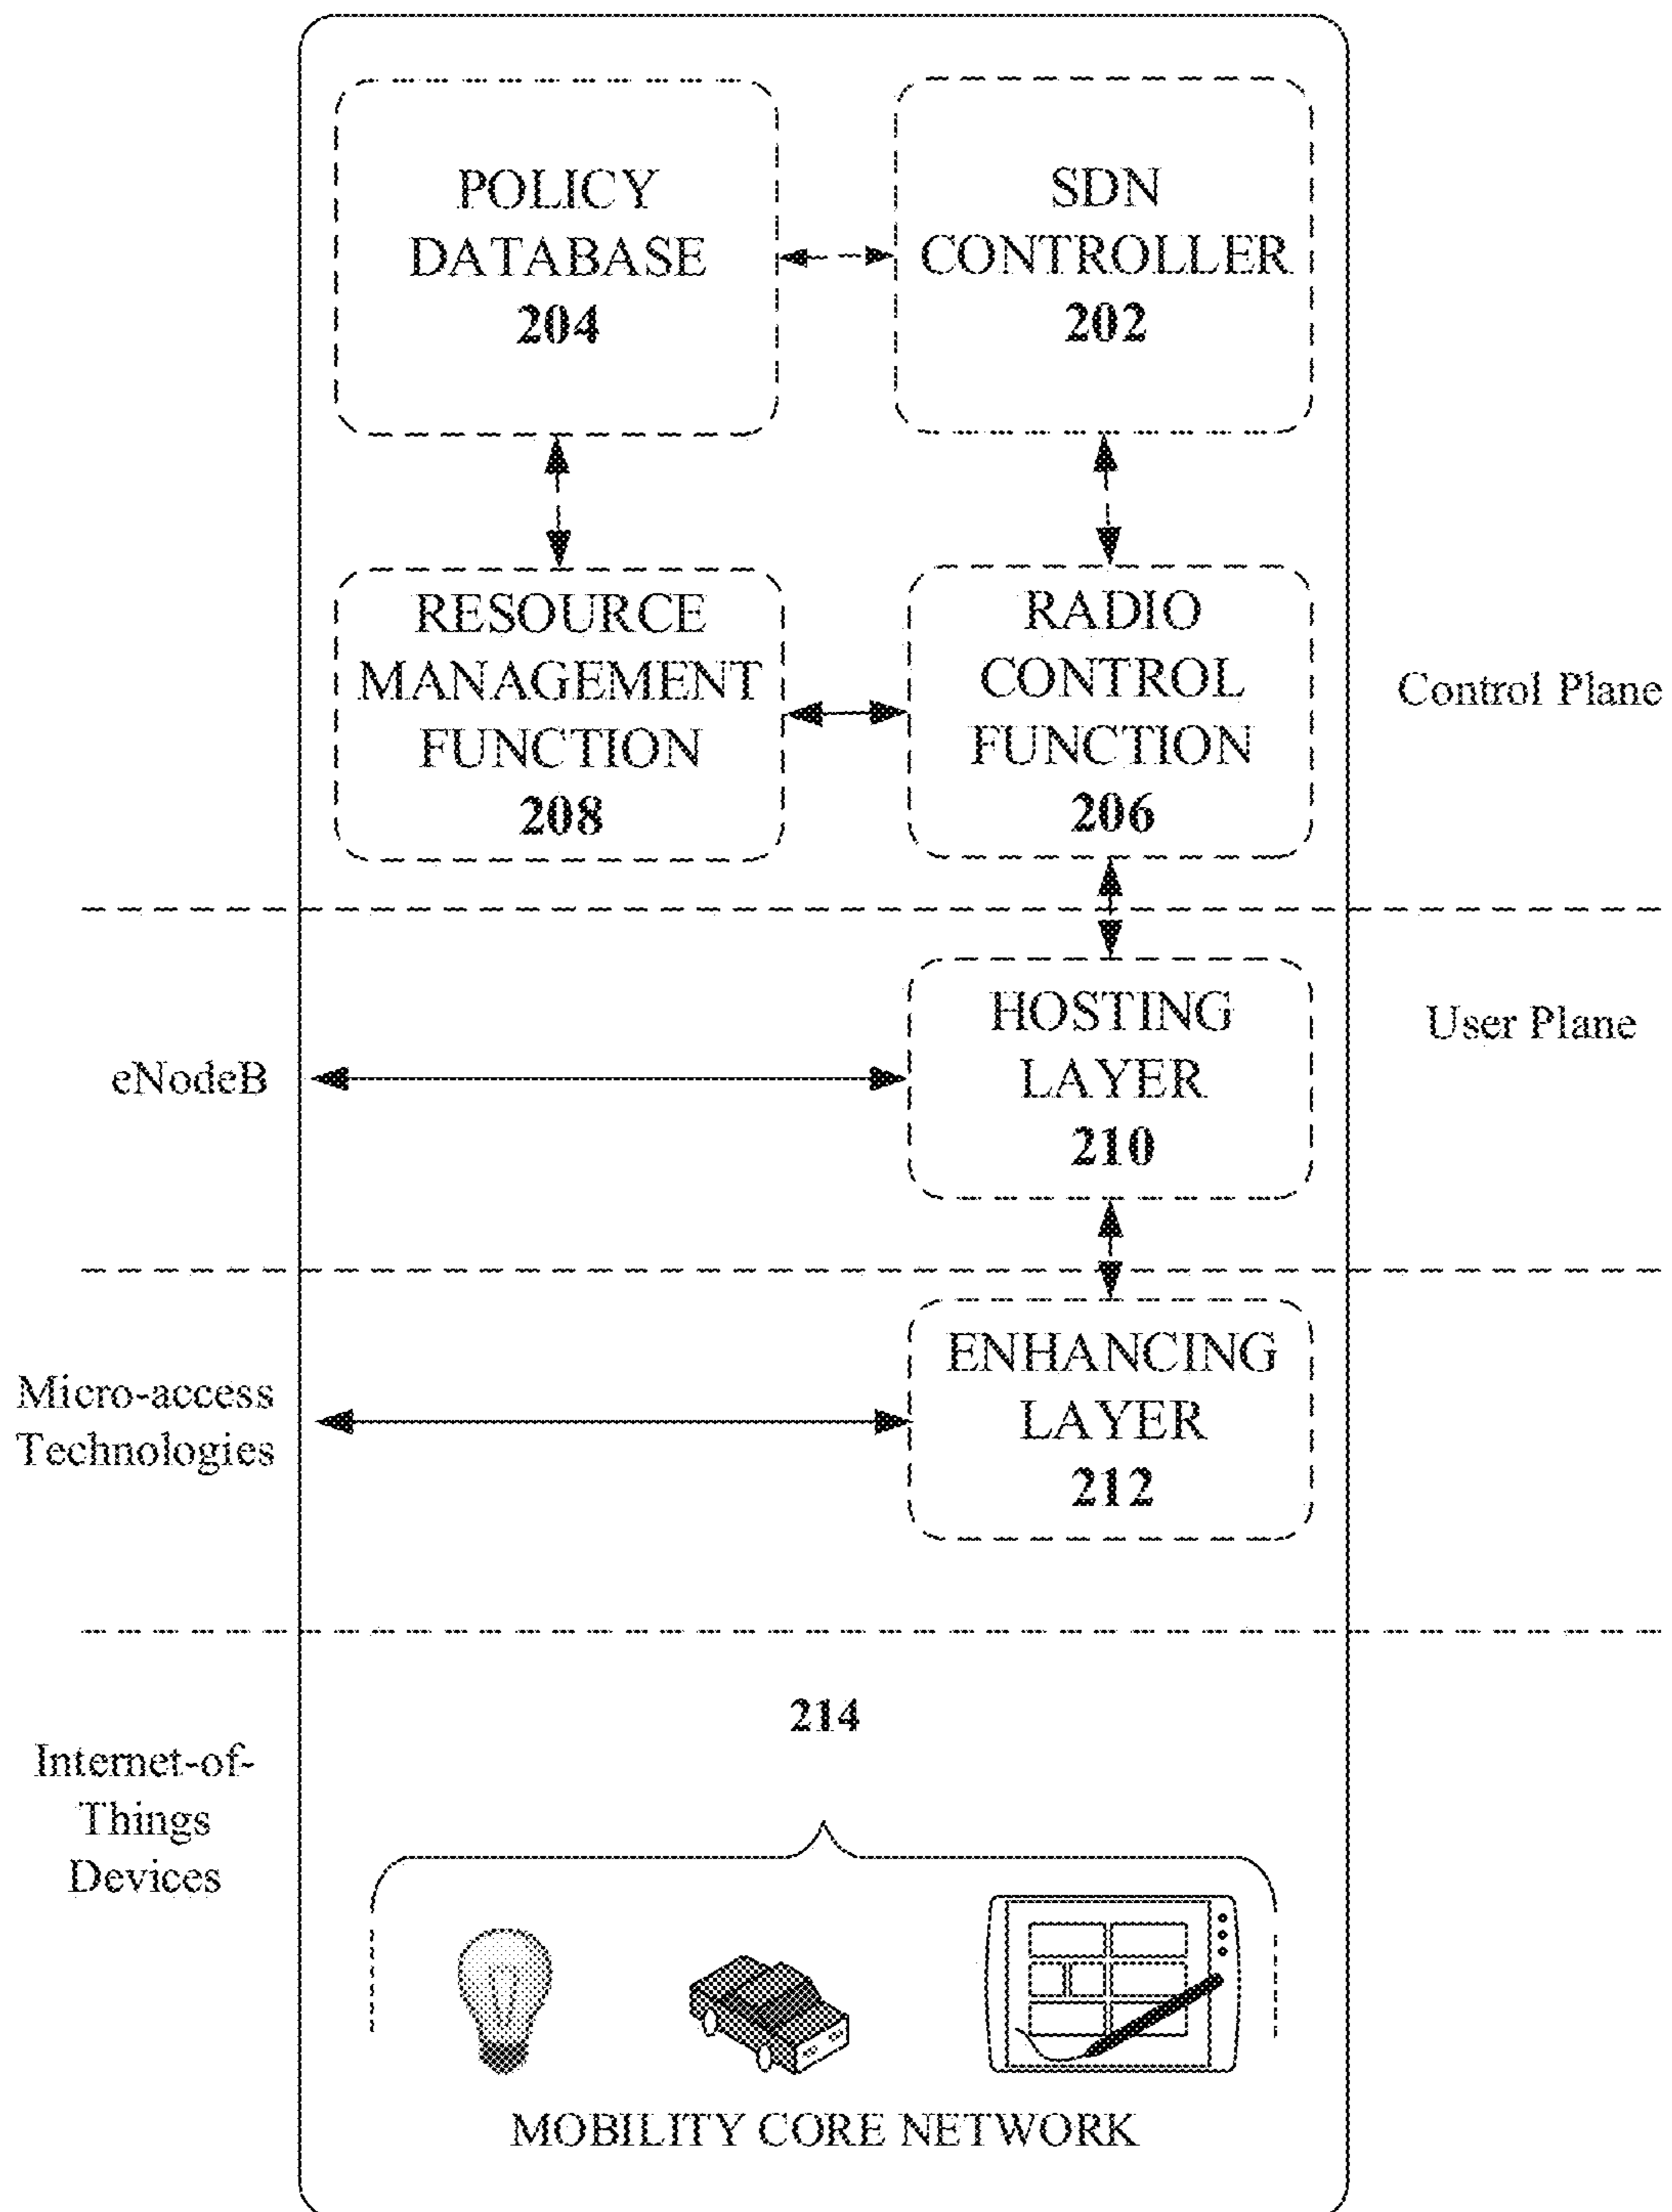 POLICY
DATABASE
204
SDN
CONTROLLER
202
RESOURCE
MANAGEMENT
FUNCTION
208
RADIO
CONTROL
FUNCTION
206
Control Plane
HOSTING
LAYER
210
User Plane
eNodeB
ENHANCING
LAYER
212
Micro-access
Technologies
214
Internet-of-
Things
Devices
MOBILITY CORE NETWORK